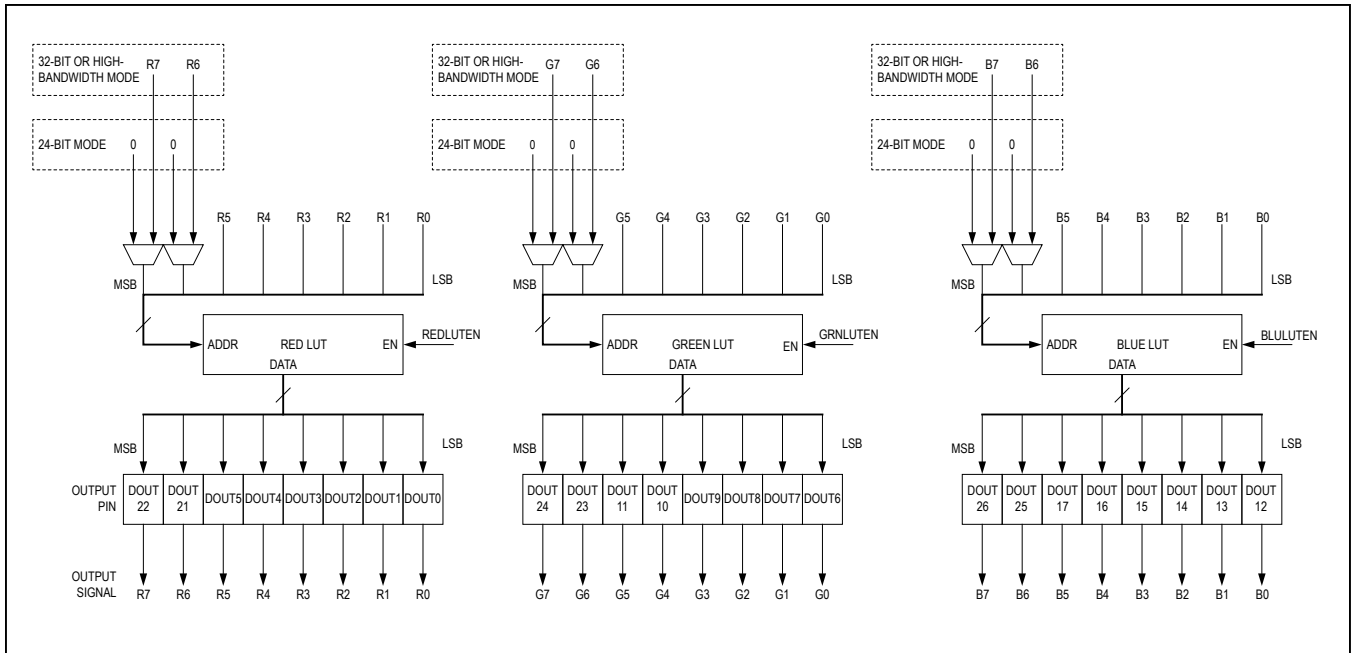 32-BIT OR HIGH-
BANDWIDTH MODE R7 R6
24-BIT MODE 0 0
R5 R4 R3 R2 R1 R0
MSB LSB
ADDR RED LUT EN REDLUTEN
DATA
MSB LSB
OUTPUT
PIN
DOUT
22
DOUT
21
DOUT5 DOUT4 DOUT3 DOUT2 DOUT1 DOUT0
OUTPUT
SIGNAL
R7 R6 R5 R4 R3 R2 R1 R0
32-BIT OR HIGH-
BANDWIDTH MODE G7 G6
24-BIT MODE 0 0
G5 G4 G3 G2 G1 G0
MSB LSB
ADDR GREEN LUT EN GRNLUTEN
DATA
MSB LSB
DOUT
24
DOUT
23
DOUT
11
DOUT
10
DOUT9 DOUT8 DOUT7 DOUT6
G7 G6 G5 G4 G3 G2 G1 G0
32-BIT OR HIGH-
BANDWIDTH MODE B7 B6
24-BIT MODE 0 0
B5 B4 B3 B2 B1 B0
MSB LSB
ADDR BLUE LUT EN BLULUTEN
DATA
MSB LSB
DOUT
26
DOUT
25
DOUT
17
DOUT
16
DOUT
15
DOUT
14
DOUT
13
DOUT
12
B7 B6 B5 B4 B3 B2 B1 B0